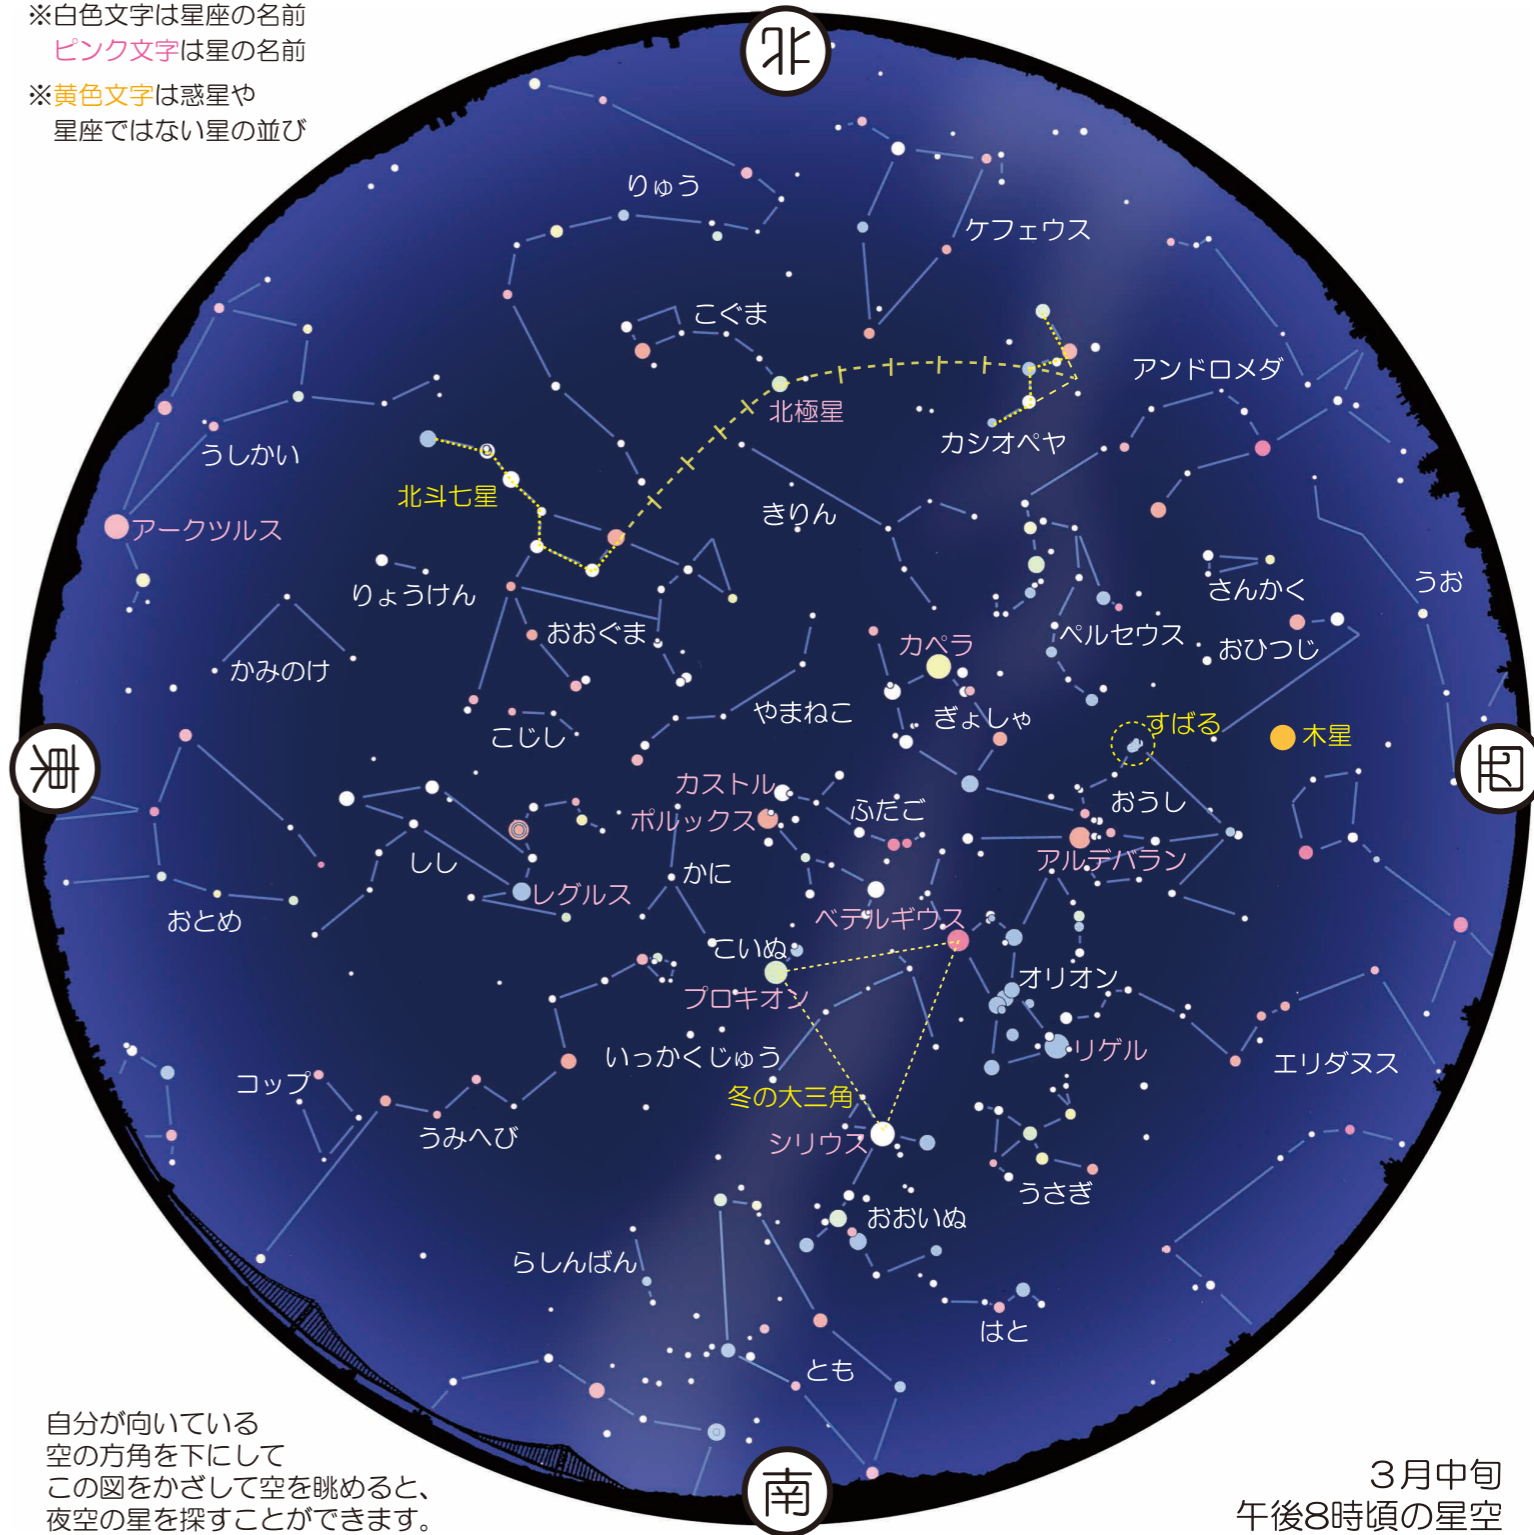 ※白色文字は星座の名前
ピンク文字は星の名前
※黄色文字は惑星や
星座ではない星の並び
北
りゅう
ケフェウス
こぐま
アンドロメダ
北極星
カシオペヤ
うしかい
北斗七星
きりん
アークツルス
うお
さんかく
りょうけん
おおぐま
ペルセウス
おひつじ
カペラ
かみのけ
やまねこ
ぎょしゃ
すばる
木星
こじし
東
西
カストル
おうし
ふだご
ポルックス
しし
アルデバラン
かに
レグルス
おとめ
ベテルギウス
こいぬ
オリオン
プロキオン
いっかくじゅう
リゲル
エリダヌス
コップ
冬の大三角
うみへび
シリウス
うさぎ
おおいぬ
らしんばん
はと
とも
南
自分が向いている
空の方角を下にして
この図をかざして空を眺めると、
夜空の星を探すことができます。
3月中旬
午後8時頃の星空